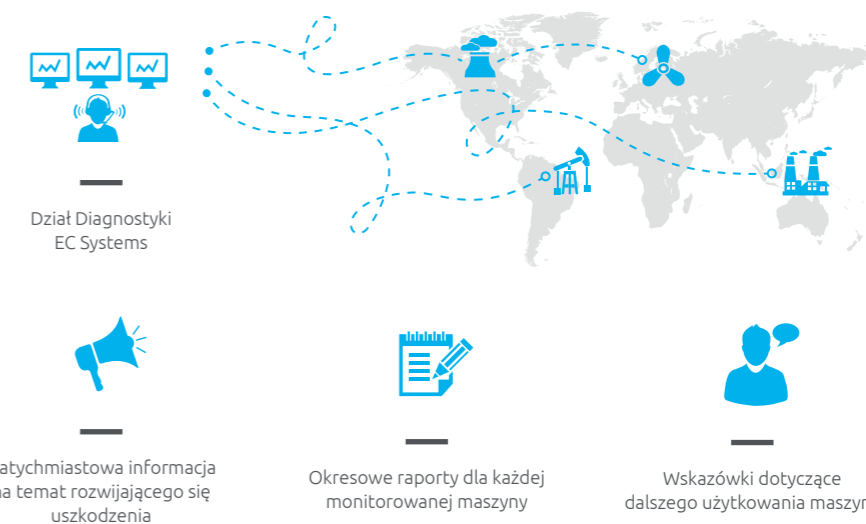 Dział Diagnostyki
EC Systems
atychmiastowa informacja
na temat rozwijającego się
uszkodzenia
Okresowe raporty dla każdej
monitorowanej maszyny
Wskazówki dotyczące
dalszego użytkowania maszyn